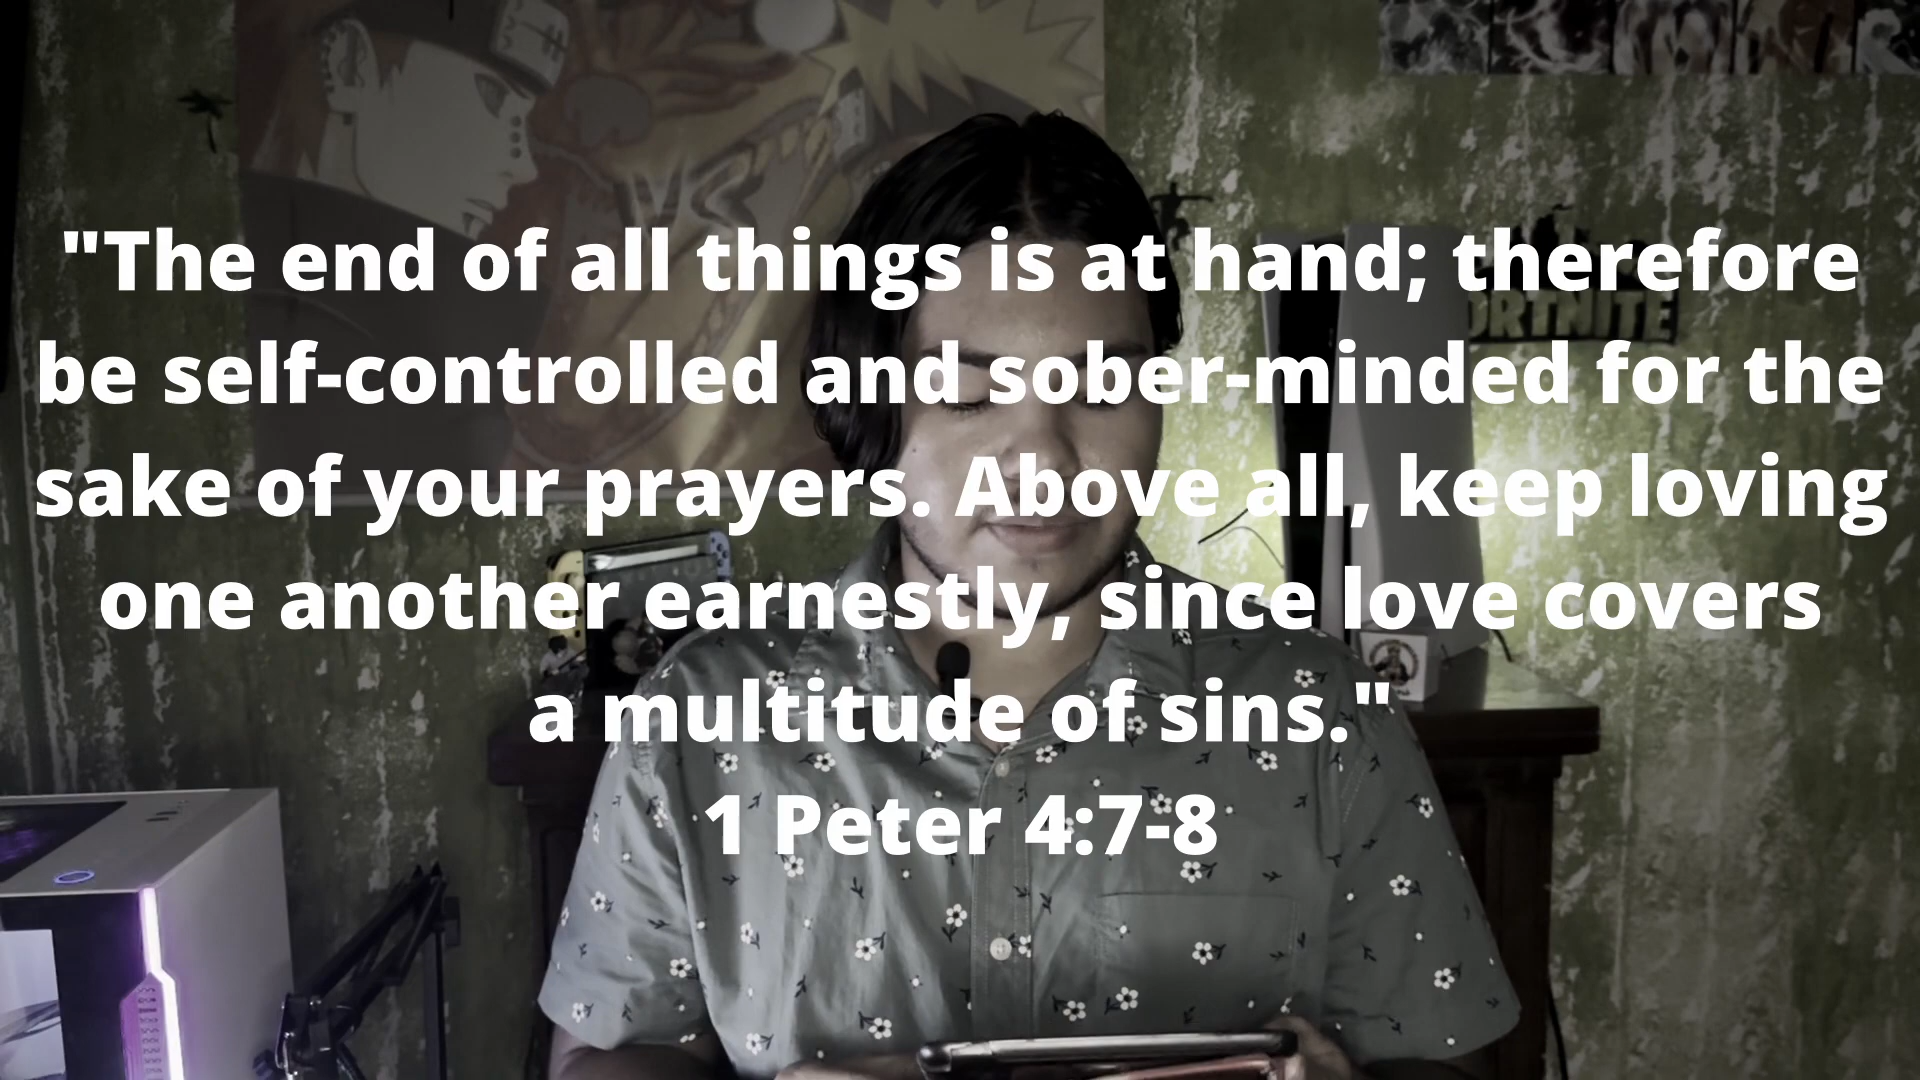 "The end of all things is at hand; therefore
be self-controlled and sober-minded for the
sake of your prayers. Above all, keep loving
one another earnestly, since love covers
a multitude of sins."
1 Peter 4:7-8
VS
ORTNITE